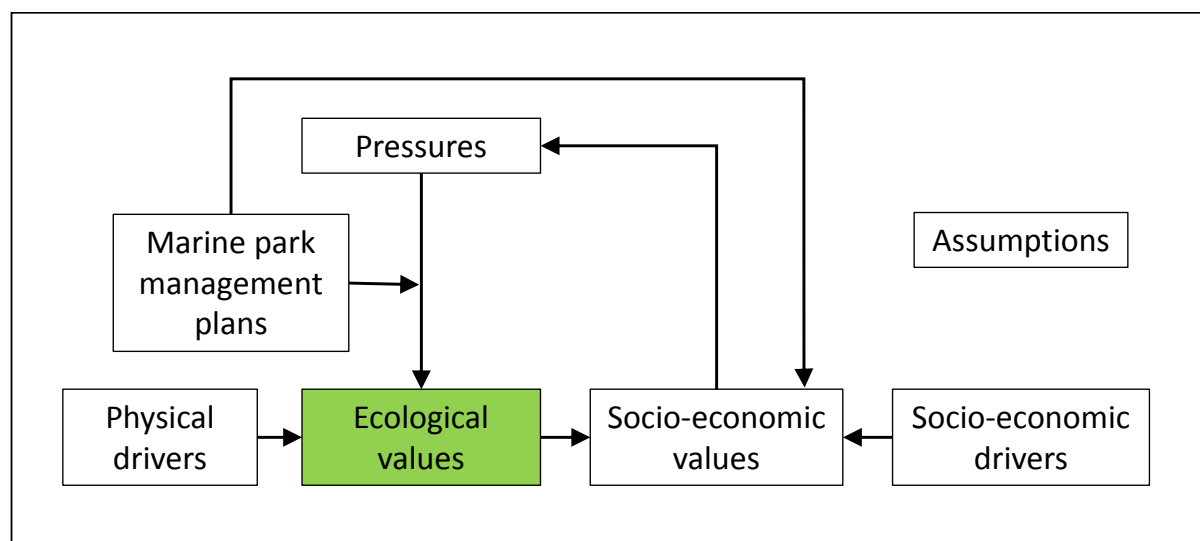 Pressures
Marine park
management
plans
Assumptions
Physical
drivers
Ecological
values
Socio-economic
values
Socio-economic
drivers